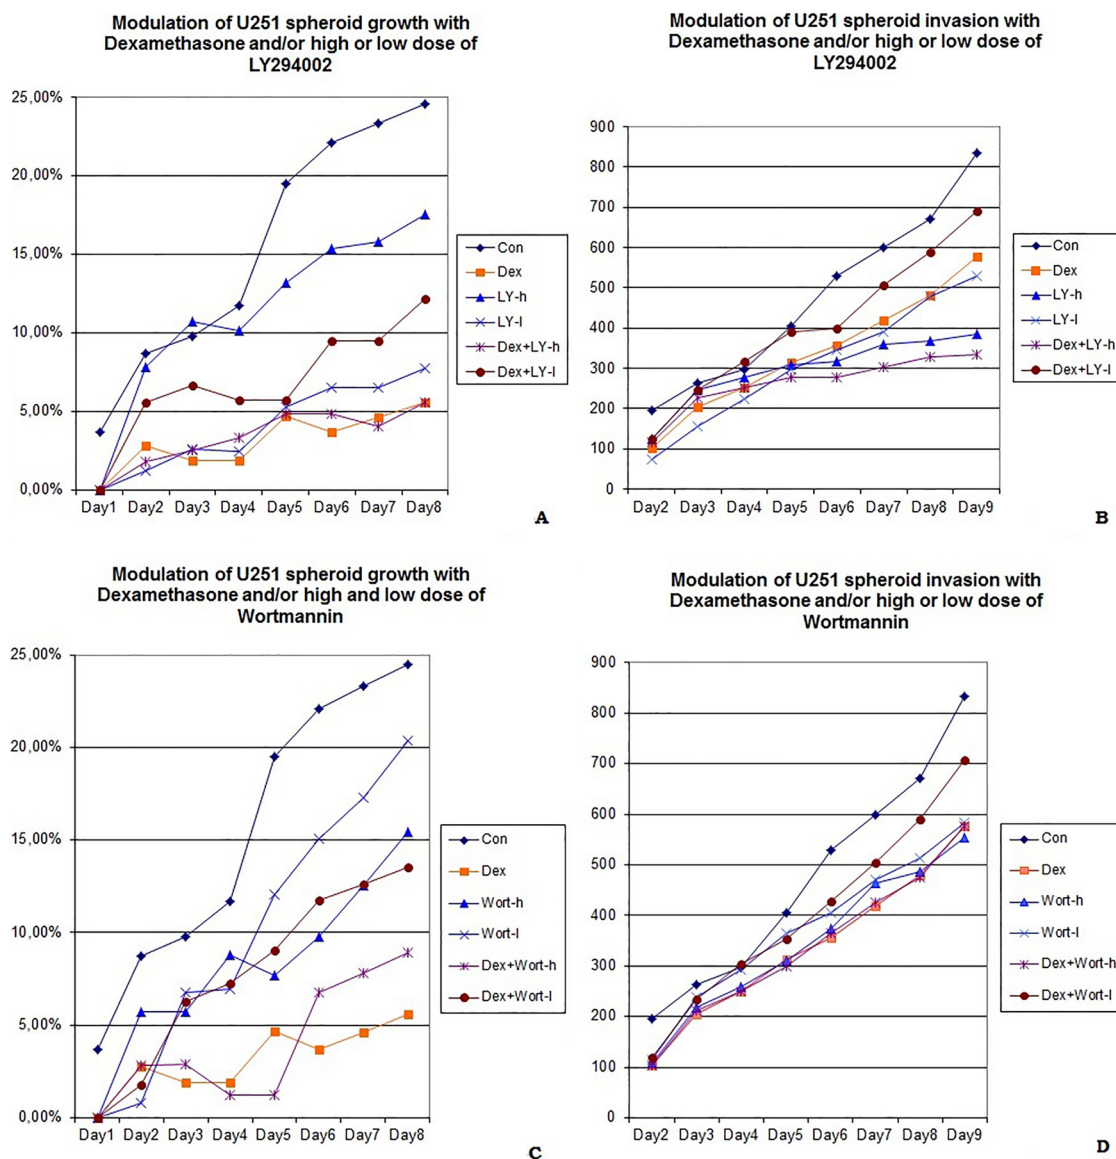 Modulation of U251 spheroid growth with
Dexamethasone and/or high or low dose of
LY294002
25,00%
20,00%
15,00%
10,00%
5,00%
0,00%
Day1 Day2 Day3 Day4 Day5 Day6 Day7 Day8
Con
Dex
LY-h
LY-l
Dex+LY-h
Dex+LY-l
A
Modulation of U251 spheroid invasion with
Dexamethasone and/or high or low dose of
LY294002
900
800
700
600
500
400
300
200
100
0
Day2 Day3 Day4 Day5 Day6 Day7 Day8 Day9
Con
Dex
LY-h
LY-l
Dex+LY-h
Dex+LY-l
B
Modulation of U251 spheroid growth with
Dexamethasone and/or high and low dose of
Wortmannin
25,00%
20,00%
15,00%
10,00%
5,00%
0,00%
Day1 Day2 Day3 Day4 Day5 Day6 Day7 Day8
Con
Dex
Wort-h
Wort-l
Dex+Wort-h
Dex+Wort-l
C
Modulation of U251 spheroid invasion with
Dexamethasone and/or high or low dose of
Wortmannin
900
800
700
600
500
400
300
200
100
0
Day2 Day3 Day4 Day5 Day6 Day7 Day8 Day9
Con
Dex
Wort-h
Wort-l
Dex+Wort-h
Dex+Wort-l
D